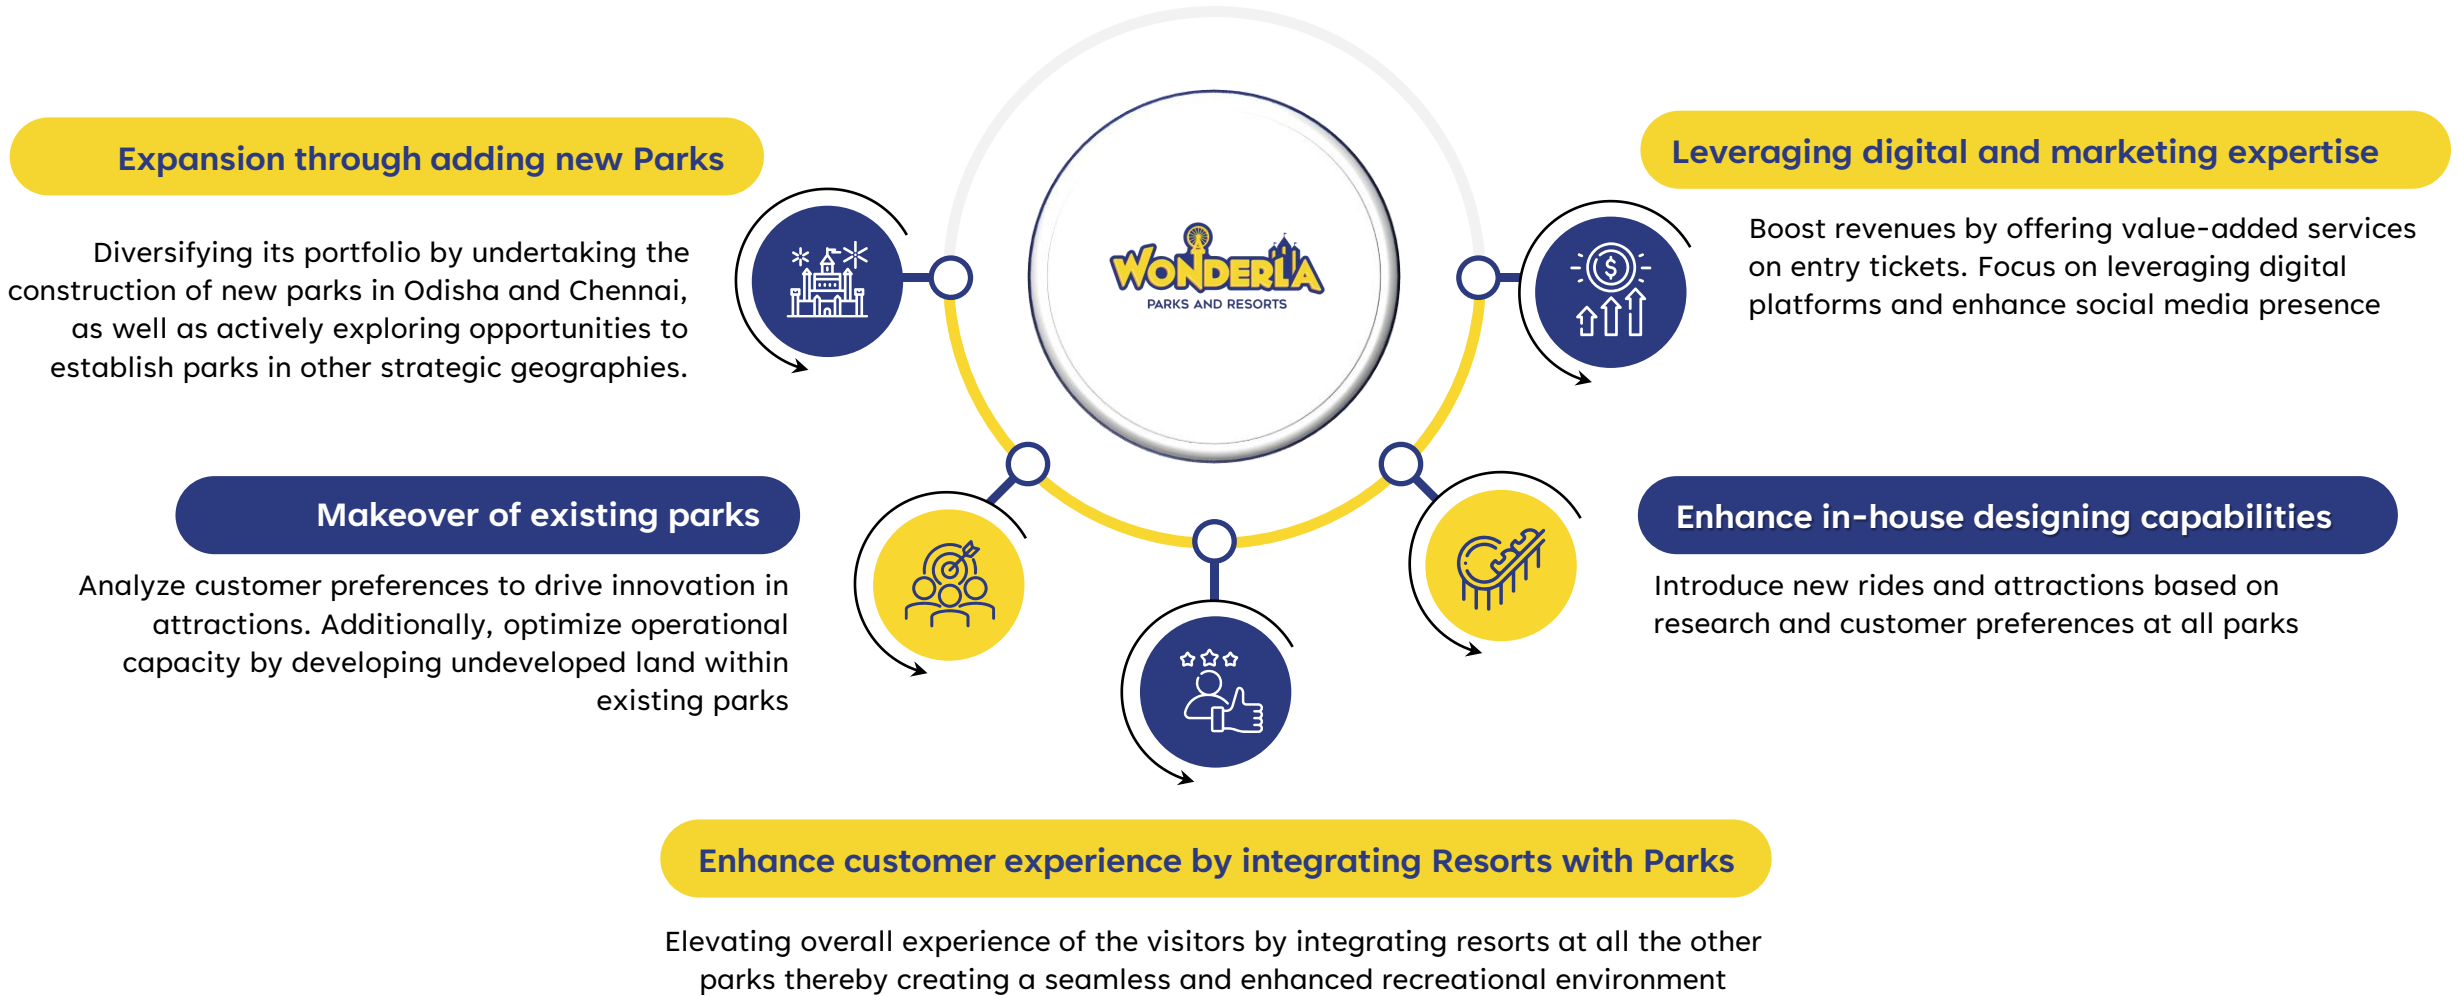 WONDERLA
PARKS AND RESORTS
Expansion through adding new Parks
Diversifying its portfolio by undertaking the
construction of new parks in Odisha and Chennai,
as well as actively exploring opportunities to
establish parks in other strategic geographies.
Makeover of existing parks
Analyze customer preferences to drive innovation in
attractions. Additionally, optimize operational
capacity by developing undeveloped land within
existing parks
Enhance customer experience by integrating Resorts with Parks
Elevating overall experience of the visitors by integrating resorts at all the other
parks thereby creating a seamless and enhanced recreational environment
Enhance in-house designing capabilities
Introduce new rides and attractions based on
research and customer preferences at all parks
Leveraging digital and marketing expertise
Boost revenues by offering value-added services
on entry tickets. Focus on leveraging digital
platforms and enhance social media presence
$